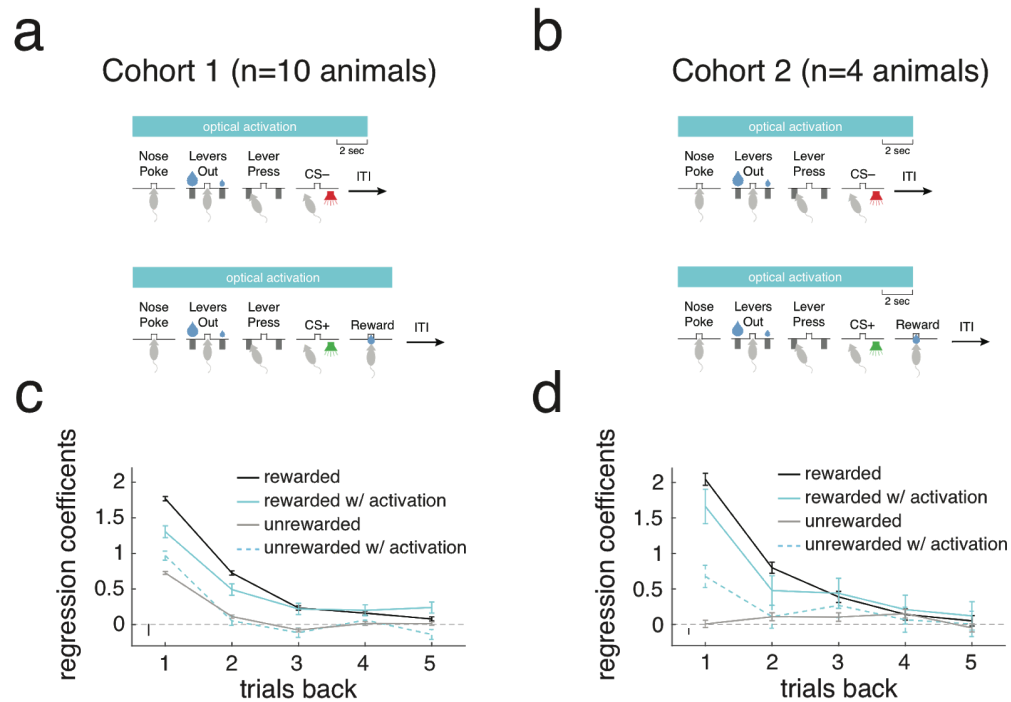 a
Cohort 1 (n=10 animals)
optical activation
2 sec
Nose Poke
Levers Out
Lever Press
CS–
ITI
optical activation
Nose Poke
Levers Out
Lever Press
CS+
Reward
ITI
b
Cohort 2 (n=4 animals)
optical activation
2 sec
Nose Poke
Levers Out
Lever Press
CS–
ITI
optical activation
2 sec
Nose Poke
Levers Out
Lever Press
CS+
Reward
ITI
c
regression coefficents
2
1.5
1
0.5
0
rewarded
rewarded w/ activation
unrewarded
unrewarded w/ activation
1 2 3 4 5
trials back
d
regression coefficents
2
1.5
1
0.5
0
rewarded
rewarded w/ activation
unrewarded
unrewarded w/ activation
1 2 3 4 5
trials back